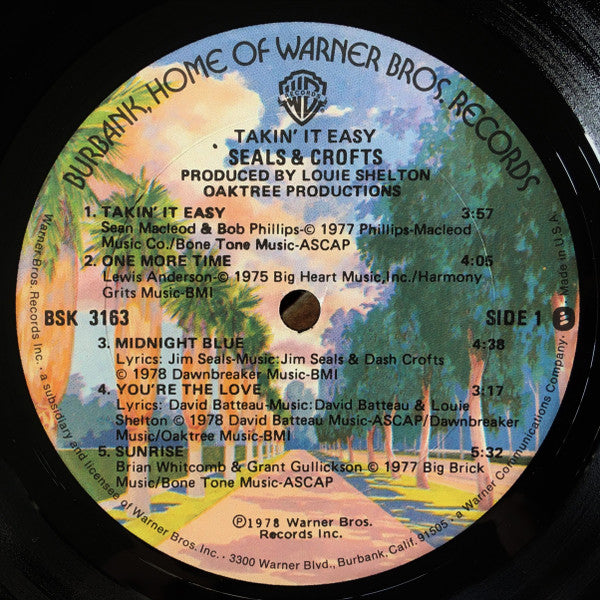 BURBANK, HOME OF WARNER BROS. RECORDS
WB
RECORDS
TAKIN' IT EASY
SEALS & CROFTS
PRODUCED BY LOUIE SHELTON
OAKTREE PRODUCTIONS
1. TAKIN' IT EASY 3:57
Sean Macleod & Bob Phillips-© 1977 Phillips-Macleod
Music Co./Bone Tone Music-ASCAP
2. ONE MORE TIME 4:05
Lewis Anderson-© 1975 Big Heart Music,Inc./Harmony
Grits Music-BMI
BSK 3163 SIDE 1
3. MIDNIGHT BLUE 4:38
Lyrics: Jim Seals-Music: Jim Seals & Dash Crofts
© 1978 Dawnbreaker Music-BMI
4. YOU'RE THE LOVE 3:17
Lyrics: David Batteau-Music: David Batteau & Louie
Shelton © 1978 David Batteau Music-ASCAP/Dawnbreaker
Music/Oaktree Music-BMI
5. SUNRISE 5:32
Brian Whitcomb & Grant Gullickson © 1977 Big Brick
Music/Bone Tone Music-ASCAP
℗1978 Warner Bros.
Records Inc.
Warner Bros. Records Inc. • a subsidiary and licensee of Warner Bros. Inc. • 3300 Warner Blvd., Burbank, Calif. 91505 • a Warner Communications Company. Made in U.S.A.